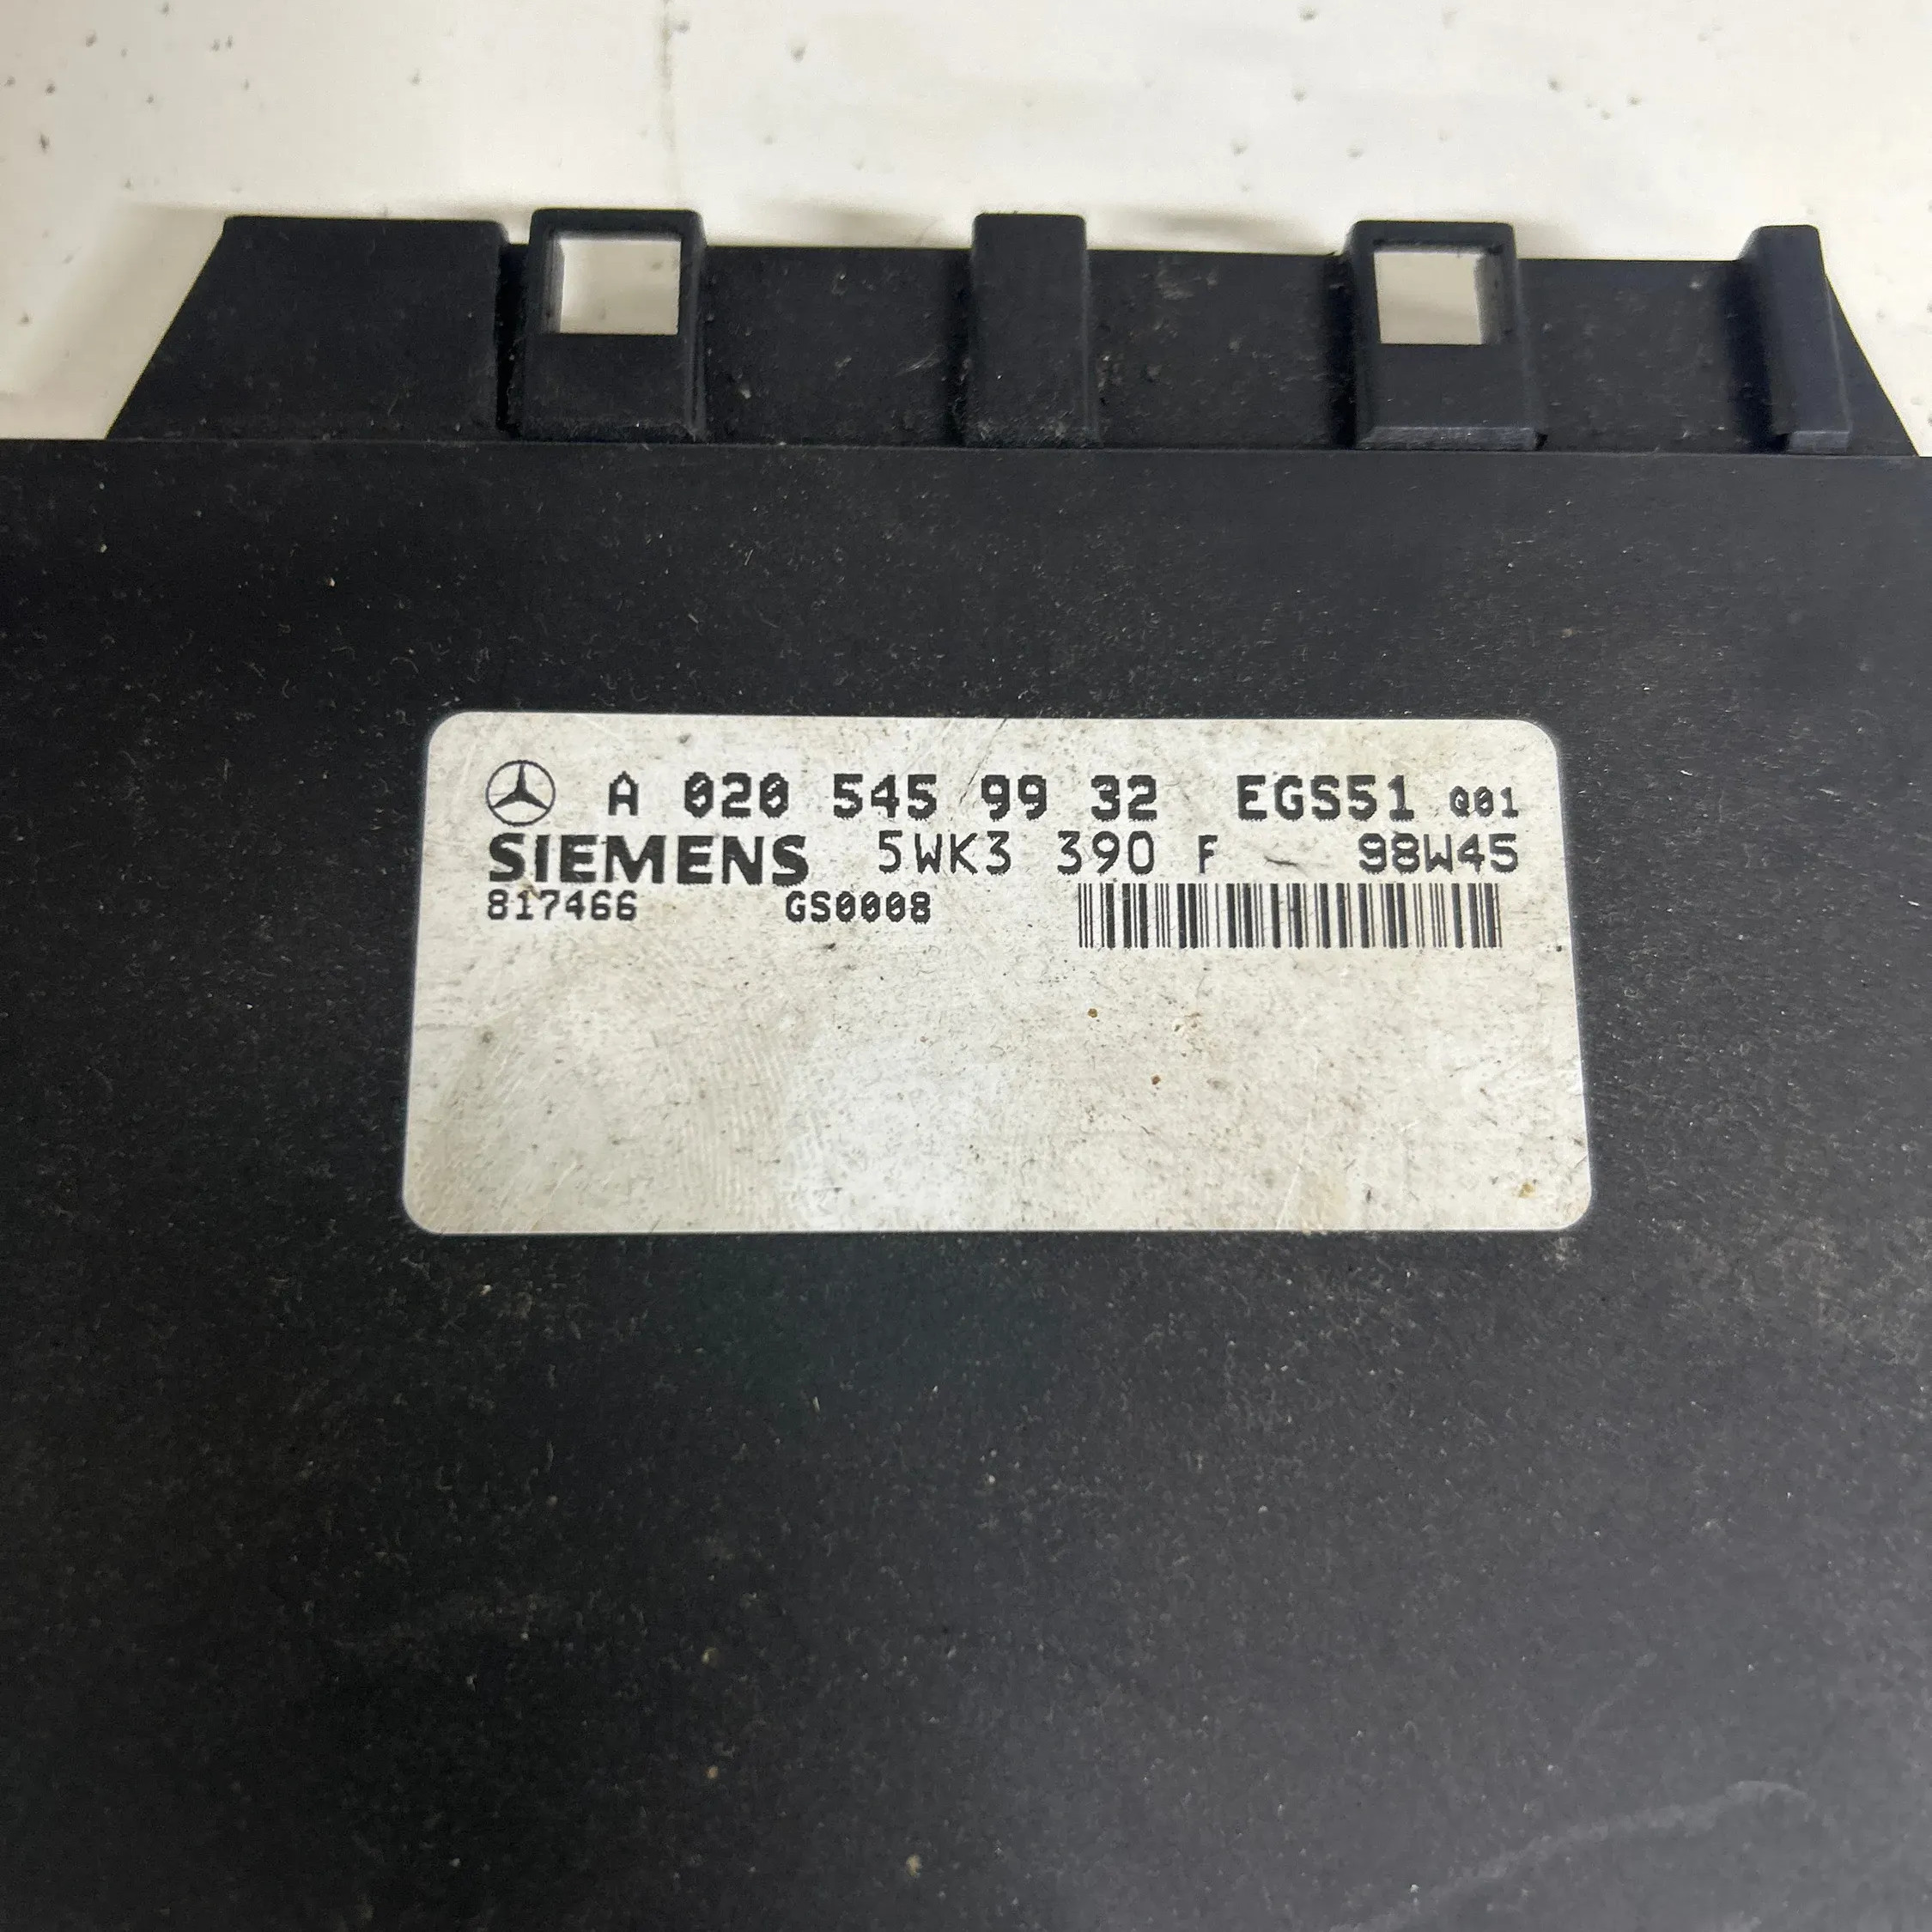 A 020 545 99 32 EGS51 Q01
SIEMENS 5WK3 390 F 98W45
817466 GS0008